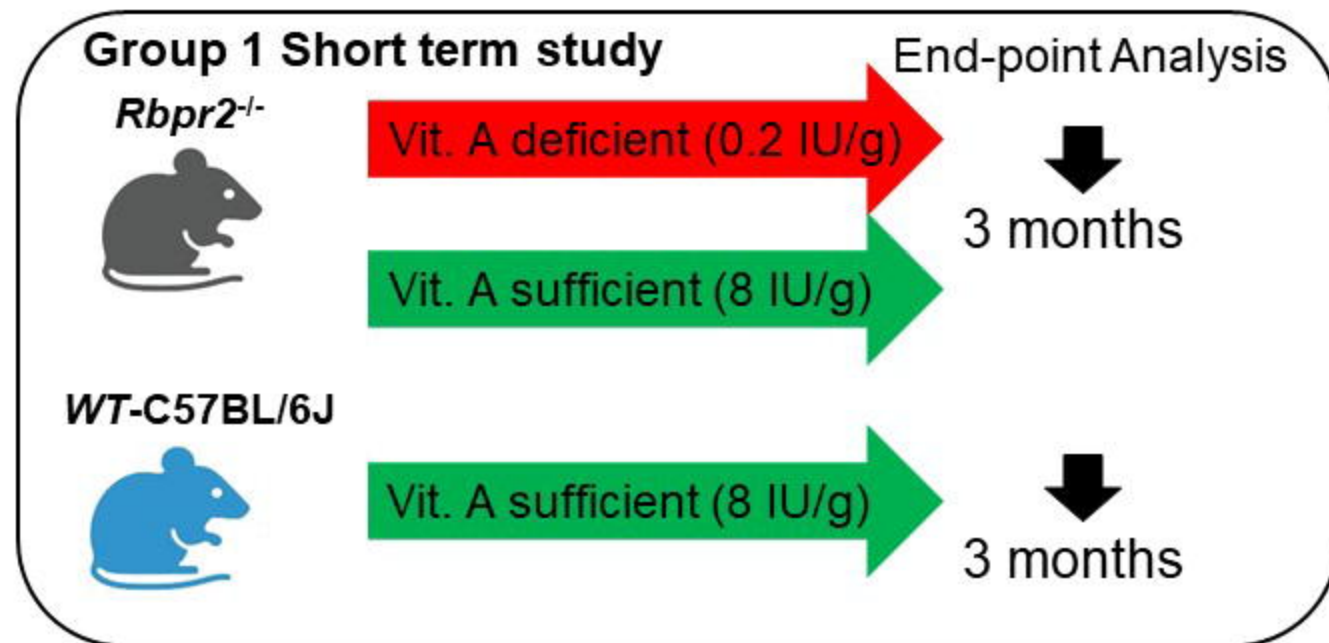 Group 1 Short term study
End-point Analysis
Rbpr2-/-
Vit. A deficient (0.2 IU/g)
3 months
Vit. A sufficient (8 IU/g)
WT-C57BL/6J
Vit. A sufficient (8 IU/g)
3 months